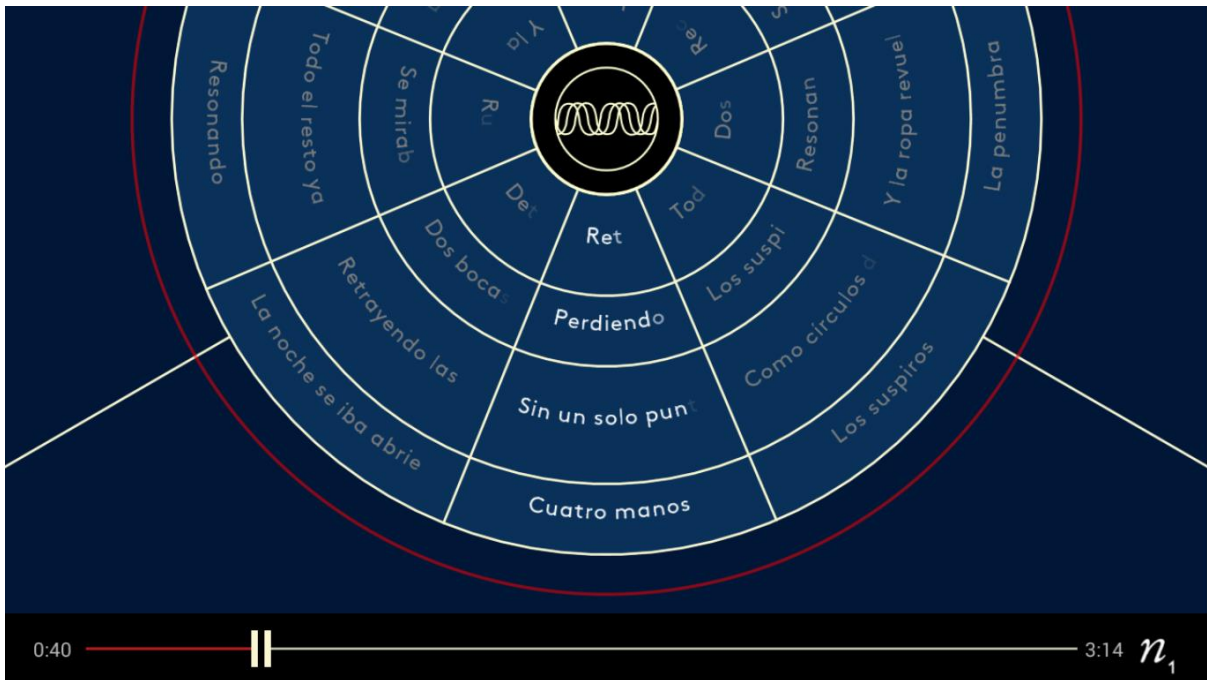 Resonando
Todo el resto ya
Se mirab
Ru
Y la
Rec
S
Dos
Resonan
Y la ropa revuel
La penumbra
La noche se iba abrie
Retrayendo las
Dos bocas
Det
Ret
Perdiendo
Sin un solo punt
Cuatro manos
Tod
Los suspi
Como círculos d
Los suspiros
0:40
3:14
n1